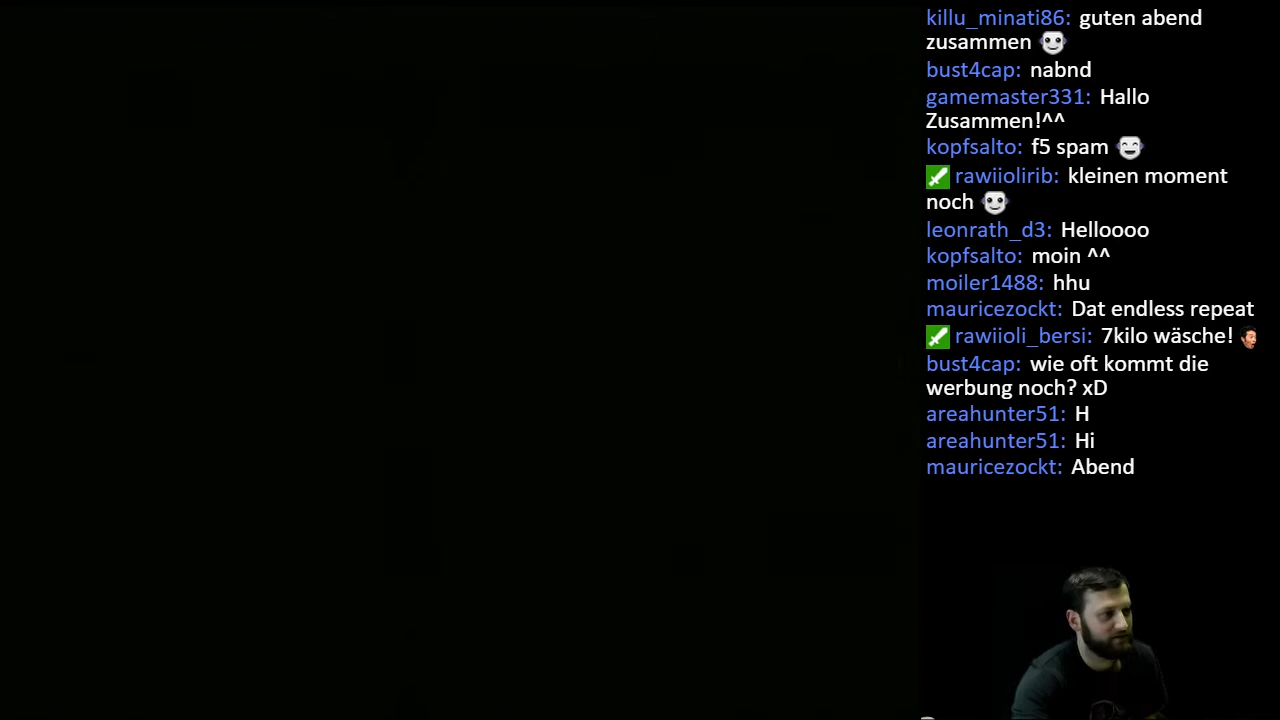 killu_minati86: guten abend
zusammen
bust4cap: nabnd
gamemaster331: Hallo
Zusammen!^^
kopfsalto: f5 spam
rawiiolirib: kleinen moment
noch
leonrath_d3: Helloooo
kopfsalto: moin ^^
moiler1488: hhu
mauricezockt: Dat endless repeat
rawiioli_bersi: 7kilo wäsche!
bust4cap: wie oft kommt die
werbung noch? xD
areahunter51: H
areahunter51: Hi
mauricezockt: Abend